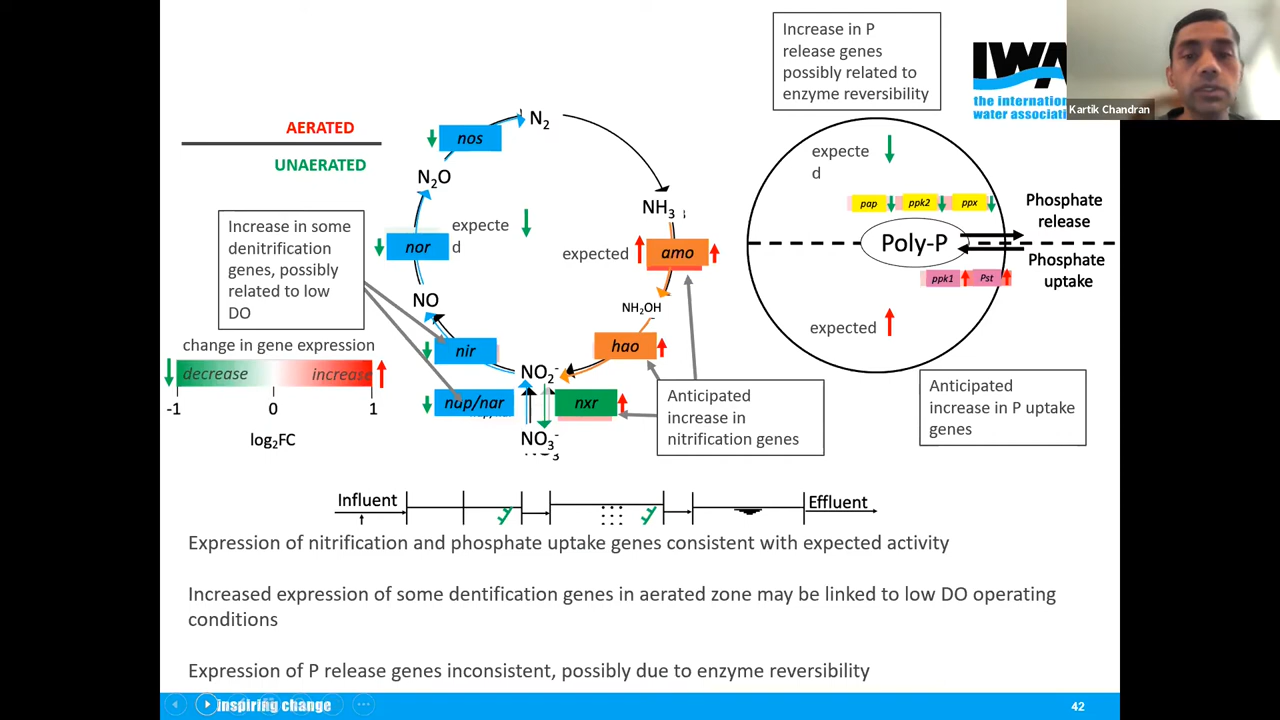 Increase in P
release genes
possibly related to
enzyme reversibility
IWA
the internation
water associat
Kartik Chandran
AERATED
UNAERATED
nos
N2
N2O
NH3
nor
expecte
d
expected
amo
Increase in some
denitrification
genes, possibly
related to low
DO
NO
NH2OH
nir
hao
NO2-
nap/nar
nxr
NO3-
change in gene expression
decrease
increase
-1
0
1
log2FC
Anticipated
increase in
nitrification genes
expecte
d
pap
ppk2
ppx
Phosphate
release
Poly-P
Phosphate
uptake
ppk1
Pst
expected
Anticipated
increase in P uptake
genes
Influent
Effluent
Expression of nitrification and phosphate uptake genes consistent with expected activity
Increased expression of some dentification genes in aerated zone may be linked to low DO operating
conditions
Expression of P release genes inconsistent, possibly due to enzyme reversibility
inspiring change
42